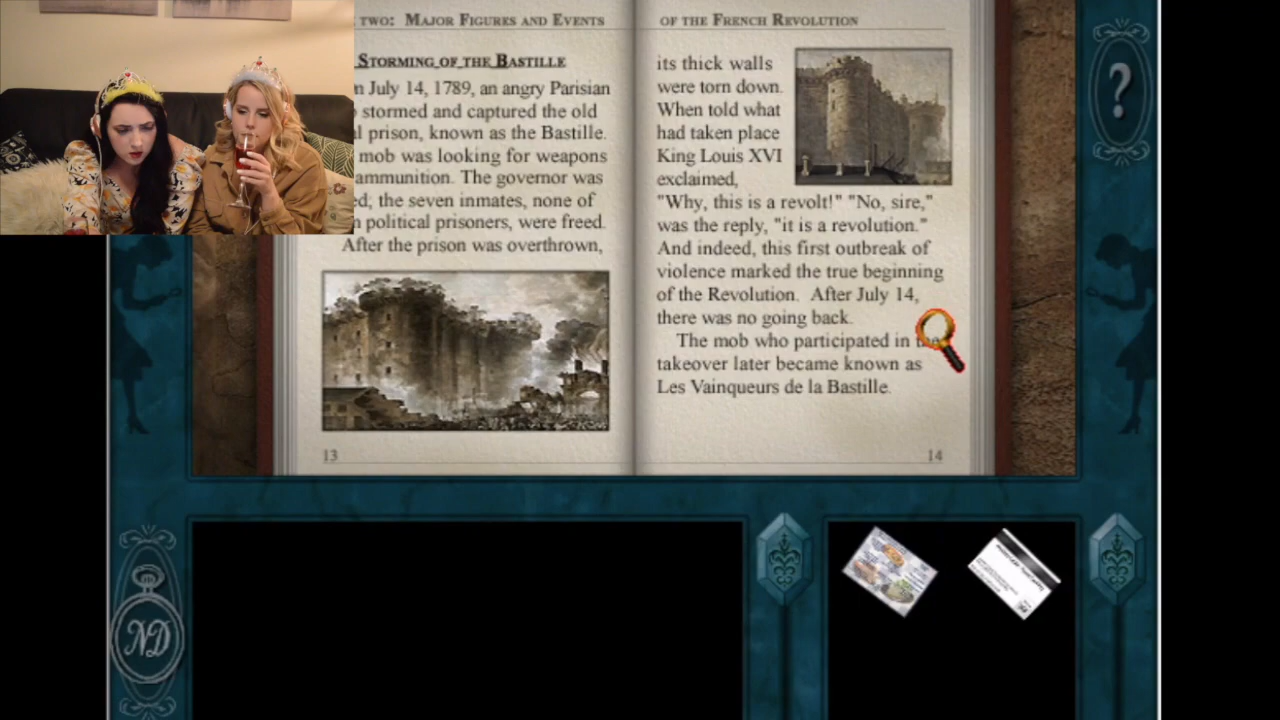 TWO: MAJOR FIGURES AND EVENTS
STORMING OF THE BASTILLE
July 14, 1789, an angry Parisian
stormed and captured the old
prison, known as the Bastille.
mob was looking for weapons
ammunition. The governor was
the seven inmates, none of
political prisoners, were freed.
After the prison was overthrown,
13
OF THE FRENCH REVOLUTION
its thick walls
were torn down.
When told what
had taken place
King Louis XVI
exclaimed,
"Why, this is a revolt!" "No, sire,"
was the reply, "it is a revolution."
And indeed, this first outbreak of
violence marked the true beginning
of the Revolution. After July 14,
there was no going back.
The mob who participated in the
takeover later became known as
Les Vainqueurs de la Bastille.
14
?
ND